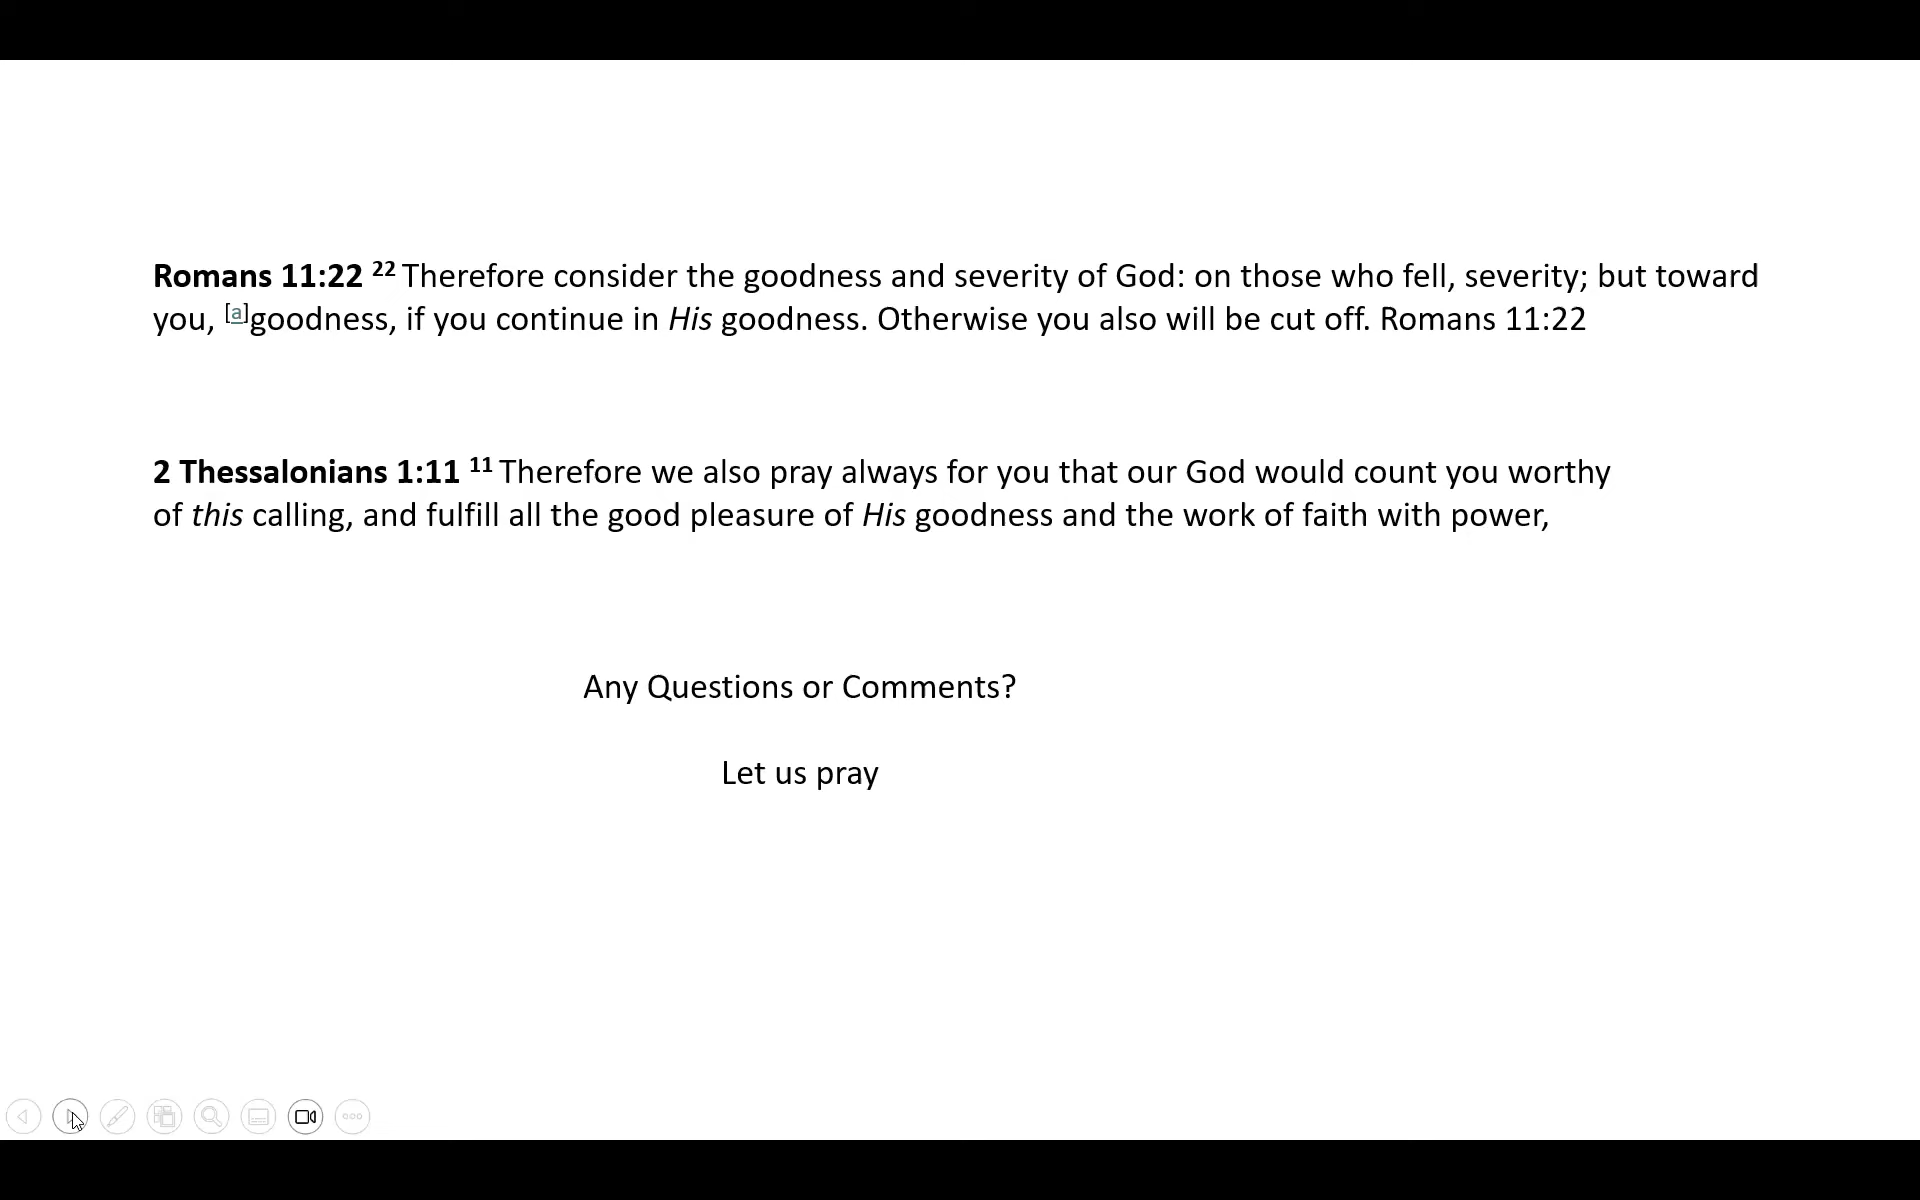 Romans 11:22 22 Therefore consider the goodness and severity of God: on those who fell, severity; but toward
you, [a]goodness, if you continue in His goodness. Otherwise you also will be cut off. Romans 11:22
2 Thessalonians 1:11 11 Therefore we also pray always for you that our God would count you worthy
of this calling, and fulfill all the good pleasure of His goodness and the work of faith with power,
Any Questions or Comments?
Let us pray